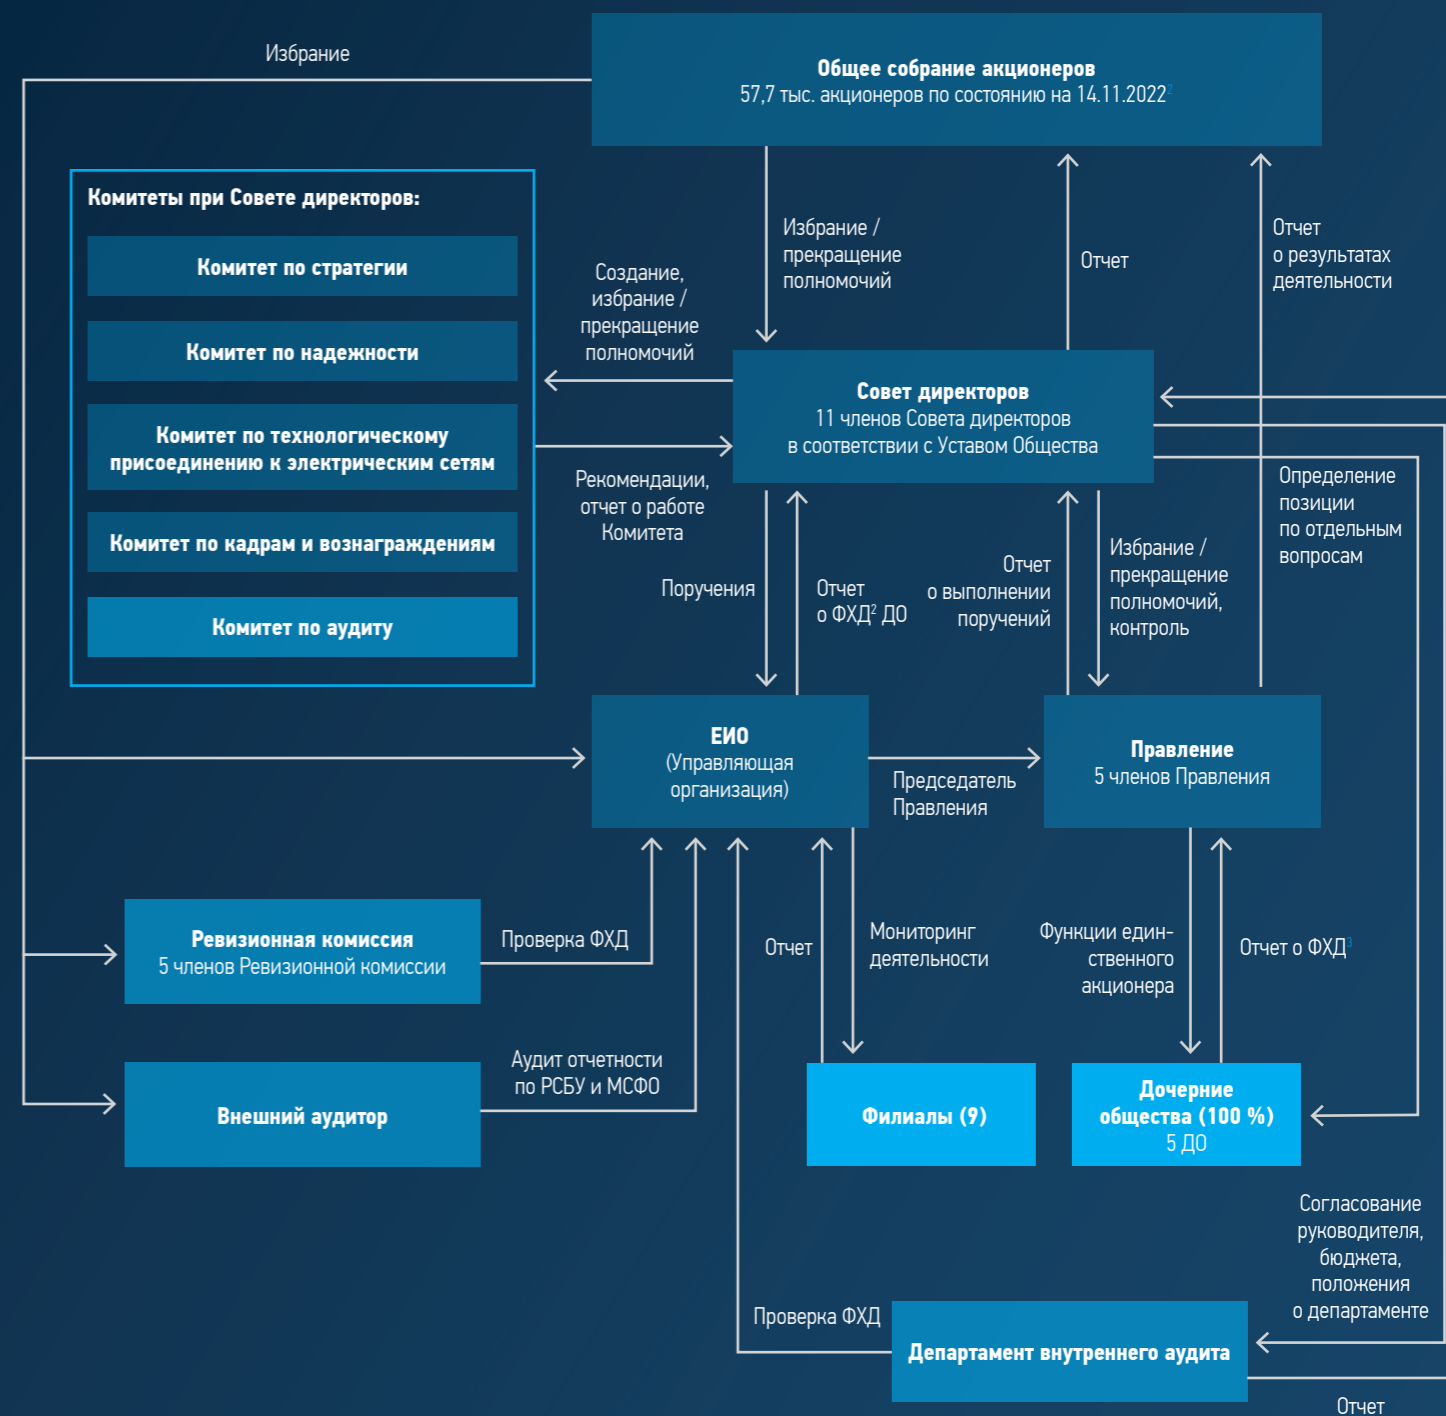 Избрание
Общее собрание акционеров
57,7 тыс. акционеров по состоянию на 14.11.2022²
Комитеты при Совете директоров:
Комитет по стратегии
Комитет по надежности
Комитет по технологическому
присоединению к электрическим сетям
Комитет по кадрам и вознаграждениям
Комитет по аудиту
Создание,
избрание /
прекращение
полномочий
Избрание /
прекращение
полномочий
Отчет
Отчет
о результатах
деятельности
Совет директоров
11 членов Совета директоров
в соответствии с Уставом Общества
Рекомендации,
отчет о работе
Комитета
Определение
позиции
по отдельным
вопросам
Поручения
Отчет
о ФХД² ДО
Отчет
о выполнении
поручений
Избрание /
прекращение
полномочий,
контроль
ЕИО
(Управляющая
организация)
Председатель
Правления
Правление
5 членов Правления
Ревизионная комиссия
5 членов Ревизионной комиссии
Проверка ФХД
Отчет
Мониторинг
деятельности
Функции един-
ственного
акционера
Отчет о ФХД³
Внешний аудитор
Аудит отчетности
по РСБУ и МСФО
Филиалы (9)
Дочерние
общества (100 %)
5 ДО
Согласование
руководителя,
бюджета,
положения
о департаменте
Проверка ФХД
Департамент внутреннего аудита
Отчет